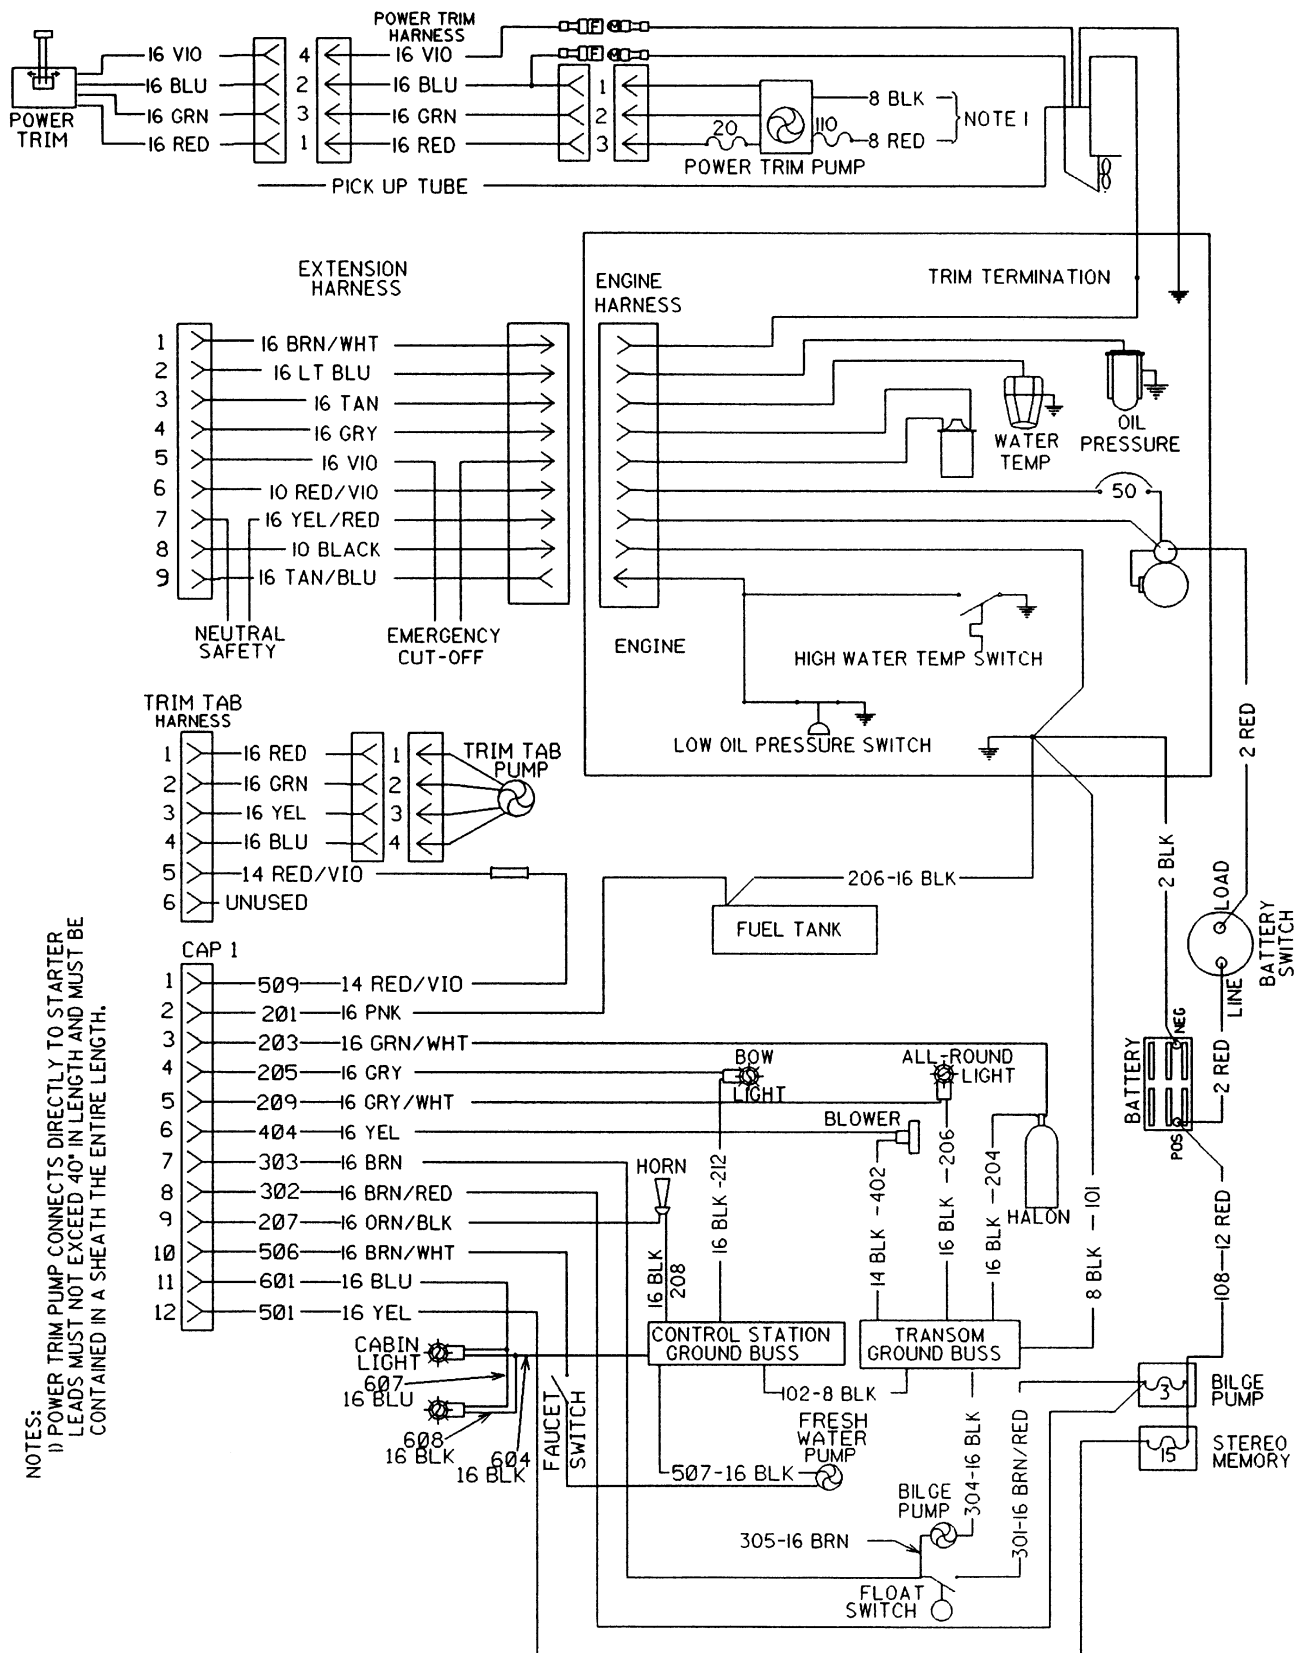 POWER TRIM
HARNESS
16 VIO
4
16 VIO
F
M
16 BLU
2
16 BLU
F
M
1
16 GRN
3
16 GRN
2
16 RED
1
16 RED
3
POWER
TRIM
20
110
8 BLK
8 RED
NOTE 1
POWER TRIM PUMP
PICK UP TUBE
EXTENSION
HARNESS
ENGINE
HARNESS
TRIM TERMINATION
1
16 BRN/WHT
2
16 LT BLU
3
16 TAN
4
16 GRY
5
16 VIO
6
10 RED/VIO
7
16 YEL/RED
8
10 BLACK
9
16 TAN/BLU
NEUTRAL
SAFETY
EMERGENCY
CUT-OFF
ENGINE
OIL
PRESSURE
WATER
TEMP
50
HIGH WATER TEMP SWITCH
LOW OIL PRESSURE SWITCH
TRIM TAB
HARNESS
1
16 RED
1
2
16 GRN
2
3
16 YEL
3
4
16 BLU
4
5
14 RED/VIO
6
UNUSED
TRIM TAB
PUMP
2 RED
2 BLK
206-16 BLK
FUEL TANK
LOAD
LINE
BATTERY
SWITCH
NEG
BATTERY
POS
2 RED
CAP 1
1
509
14 RED/VIO
2
201
16 PNK
3
203
16 GRN/WHT
4
205
16 GRY
5
209
16 GRY/WHT
6
404
16 YEL
7
303
16 BRN
8
302
16 BRN/RED
9
207
16 ORN/BLK
10
506
16 BRN/WHT
11
601
16 BLU
12
501
16 YEL
BOW
LIGHT
ALL-ROUND
LIGHT
BLOWER
HORN
HALON
16 BLK
208
16 BLK -212
14 BLK -402
16 BLK -206
16 BLK -204
8 BLK - 101
108-12 RED
CONTROL STATION
GROUND BUSS
TRANSOM
GROUND BUSS
102-8 BLK
CABIN
LIGHT
607
16 BLU
608
16 BLK
604
16 BLK
FAUCET
SWITCH
FRESH
WATER
PUMP
507-16 BLK
BILGE
PUMP
304-16 BLK
301-16 BRN/RED
305-16 BRN
FLOAT
SWITCH
3
BILGE
PUMP
15
STEREO
MEMORY
NOTES:
1) POWER TRIM PUMP CONNECTS DIRECTLY TO STARTER
LEADS MUST NOT EXCEED 40" IN LENGTH AND MUST BE
CONTAINED IN A SHEATH THE ENTIRE LENGTH.